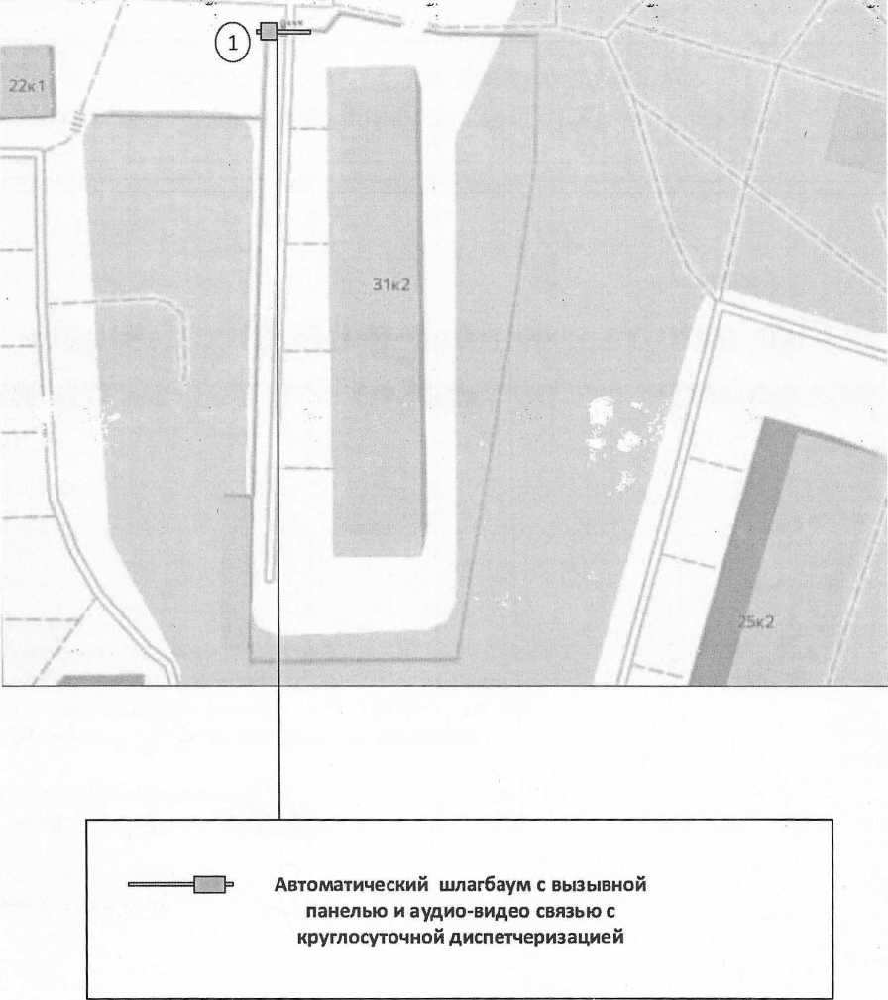 1
22к1
31к2
25к2
Автоматический шлагбаум с вызывной
панелью и аудио-видео связью с
круглосуточной диспетчеризацией